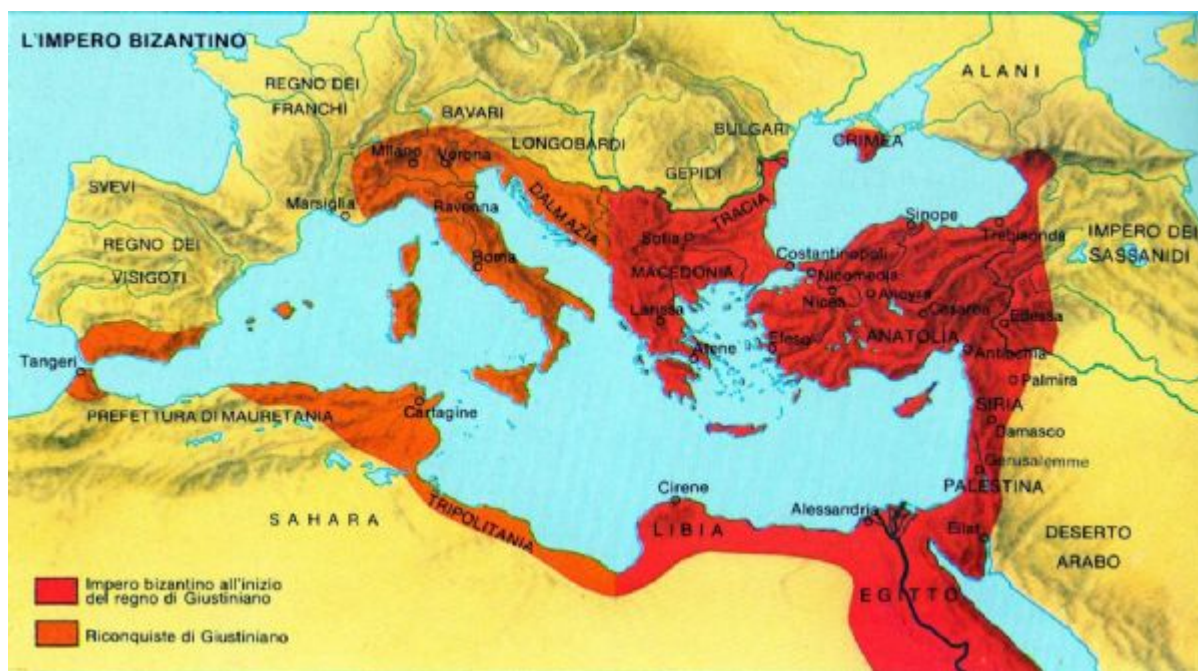 L'IMPERO BIZANTINO
REGNO DEI
FRANCHI
BAVARI
LONGOBARDI
BULGARI
ALANI
CRIMEA
GEPIDI
SVEVI
Milano
Verona
Marsiglia
Ravenna
DALMAZIA
TRACIA
Sinope
Trebisonda
IMPERO DEI
SASSANIDI
REGNO DEI
VISIGOTI
Roma
Sofia
Costantinopoli
MACEDONIA
Nicomedia
Nicea
Ancyra
Cesarea
Edessa
Larissa
ANATOLIA
Atene
Efeso
Antiochia
Tangeri
Palmira
PREFETTURA DI MAURETANIA
Cartagine
SIRIA
Damasco
Gerusalemme
PALESTINA
Cirene
Alessandria
SAHARA
TRIPOLITANIA
LIBIA
Eilat
DESERTO
ARABO
EGITTO
Impero bizantino all'inizio
del regno di Giustiniano
Riconquiste di Giustiniano